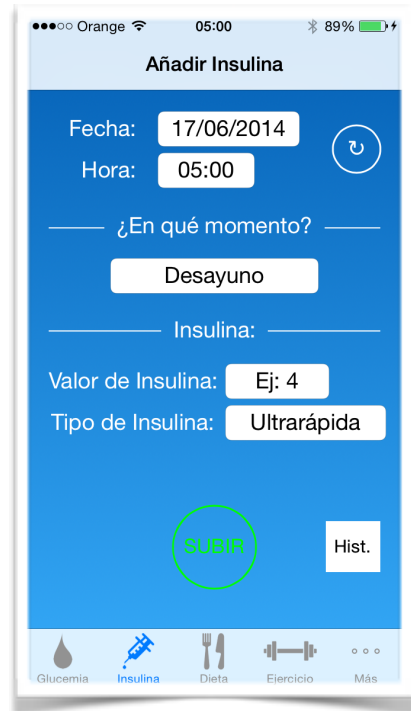 Orange 05:00 89%
Añadir Insulina
Fecha: 17/06/2014
Hora: 05:00
¿En qué momento?
Desayuno
Insulina:
Valor de Insulina: Ej: 4
Tipo de Insulina: Ultrarápida
SUBIR Hist.
Glucemia Insulina Dieta Ejercicio Más